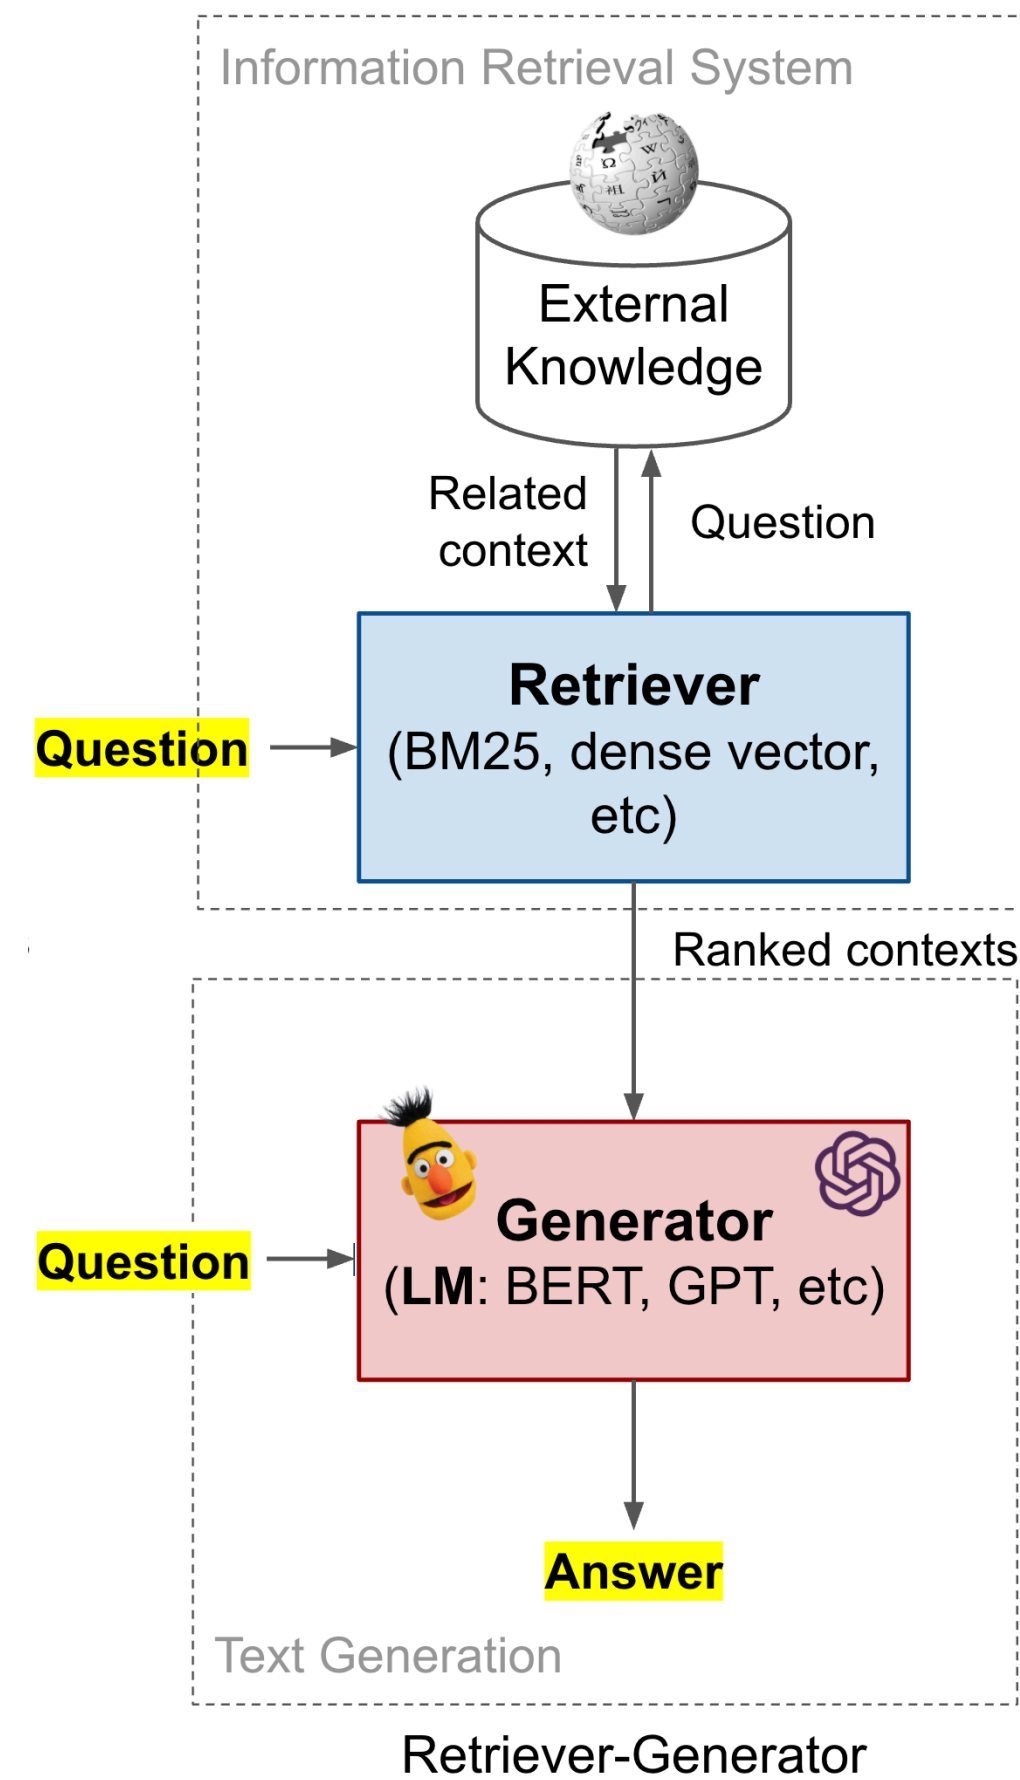 Information Retrieval System
External
Knowledge
Related
context
Question
Retriever
(BM25, dense vector,
etc)
Question
Ranked contexts
Generator
(LM: BERT, GPT, etc)
Question
Answer
Text Generation
Retriever-Generator